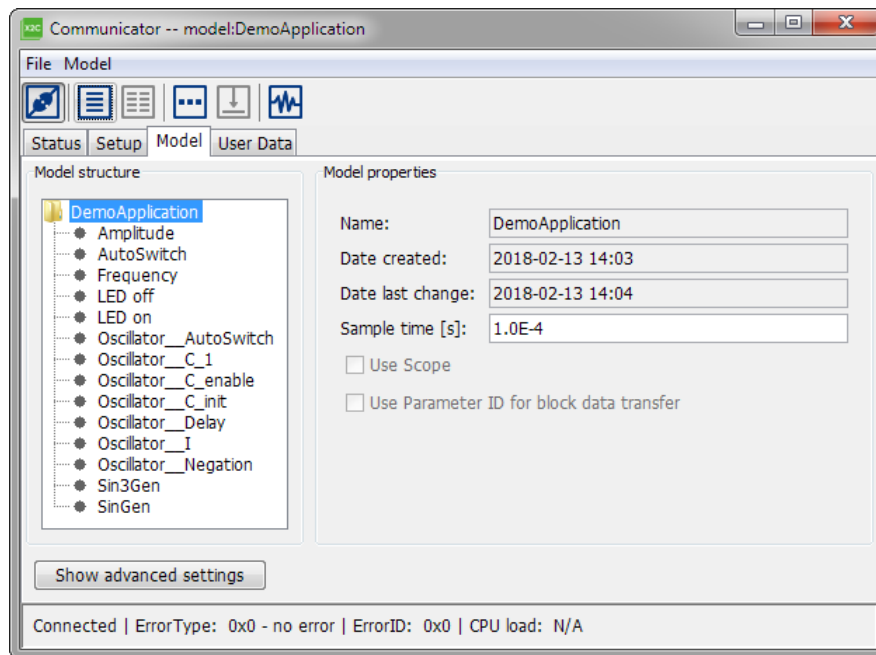 X2C Communicator -- model:DemoApplication
File Model
Status Setup Model User Data
Model structure
DemoApplication
Amplitude
AutoSwitch
Frequency
LED off
LED on
Oscillator__AutoSwitch
Oscillator__C_1
Oscillator__C_enable
Oscillator__C_init
Oscillator__Delay
Oscillator__I
Oscillator__Negation
Sin3Gen
SinGen
Model properties
Name: DemoApplication
Date created: 2018-02-13 14:03
Date last change: 2018-02-13 14:04
Sample time [s]: 1.0E-4
Use Scope
Use Parameter ID for block data transfer
Show advanced settings
Connected | ErrorType: 0x0 - no error | ErrorID: 0x0 | CPU load: N/A